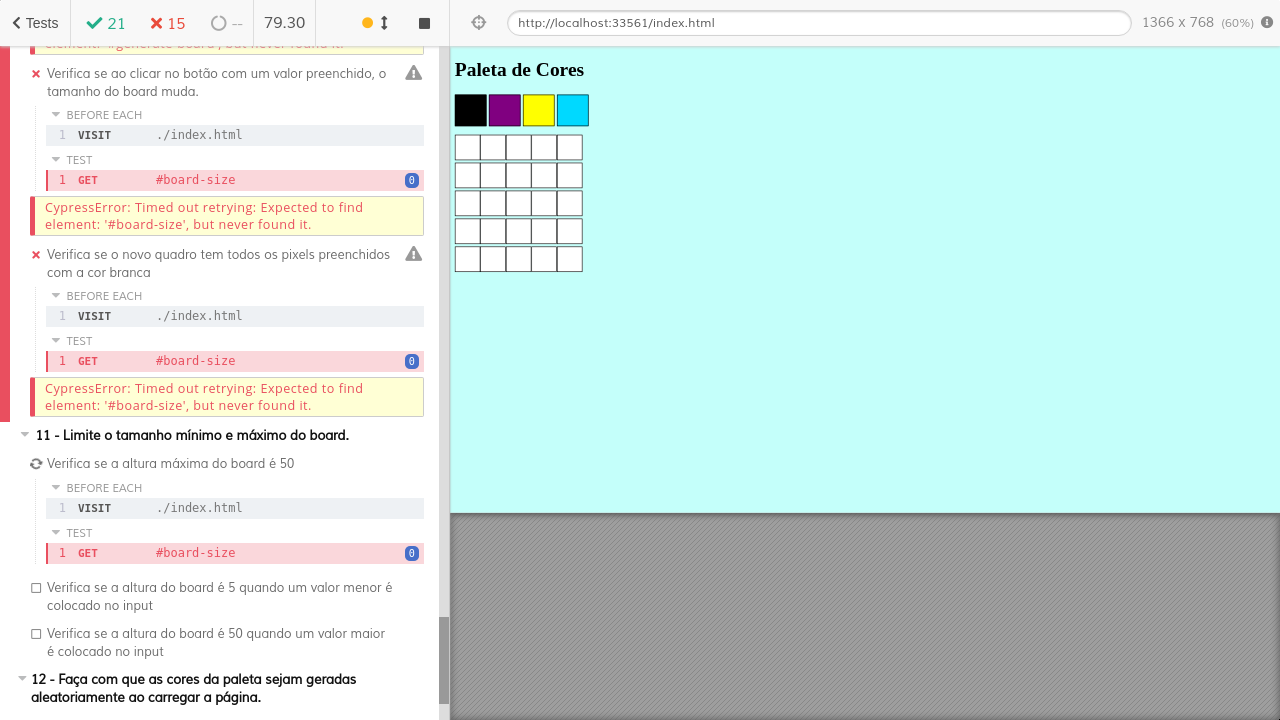 Tests
21
15
--
79.30
http://localhost:33561/index.html
1366 x 768 (60%)
element: '#generate-board', but never found it.
Verifica se ao clicar no botão com um valor preenchido, o
tamanho do board muda.
BEFORE EACH
1 VISIT ./index.html
TEST
1 GET #board-size 0
CypressError: Timed out retrying: Expected to find
element: '#board-size', but never found it.
Verifica se o novo quadro tem todos os pixels preenchidos
com a cor branca
BEFORE EACH
1 VISIT ./index.html
TEST
1 GET #board-size 0
CypressError: Timed out retrying: Expected to find
element: '#board-size', but never found it.
11 - Limite o tamanho mínimo e máximo do board.
Verifica se a altura máxima do board é 50
BEFORE EACH
1 VISIT ./index.html
TEST
1 GET #board-size 0
Verifica se a altura do board é 5 quando um valor menor é
colocado no input
Verifica se a altura do board é 50 quando um valor maior
é colocado no input
12 - Faça com que as cores da paleta sejam geradas
aleatoriamente ao carregar a página.
Paleta de Cores